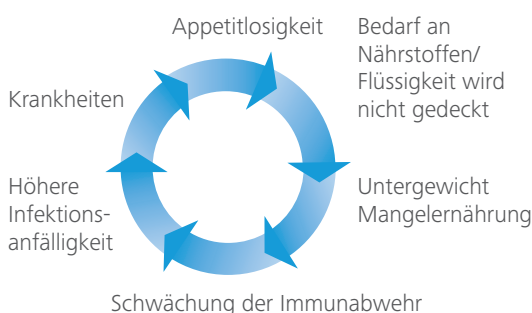 Appetitlosigkeit
Bedarf an
Nährstoffen/
Flüssigkeit wird
nicht gedeckt
Untergewicht
Mangelernährung
Schwächung der Immunabwehr
Höhere
Infektions-
anfälligkeit
Krankheiten